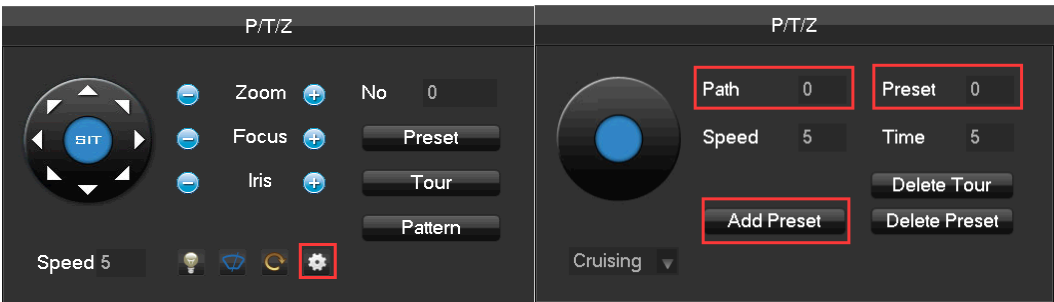 P/T/Z
Zoom No 0
SIT Focus Preset
Iris Tour
Pattern
Speed 5
P/T/Z
Path 0 Preset 0
Speed 5 Time 5
Delete Tour
Add Preset Delete Preset
Cruising